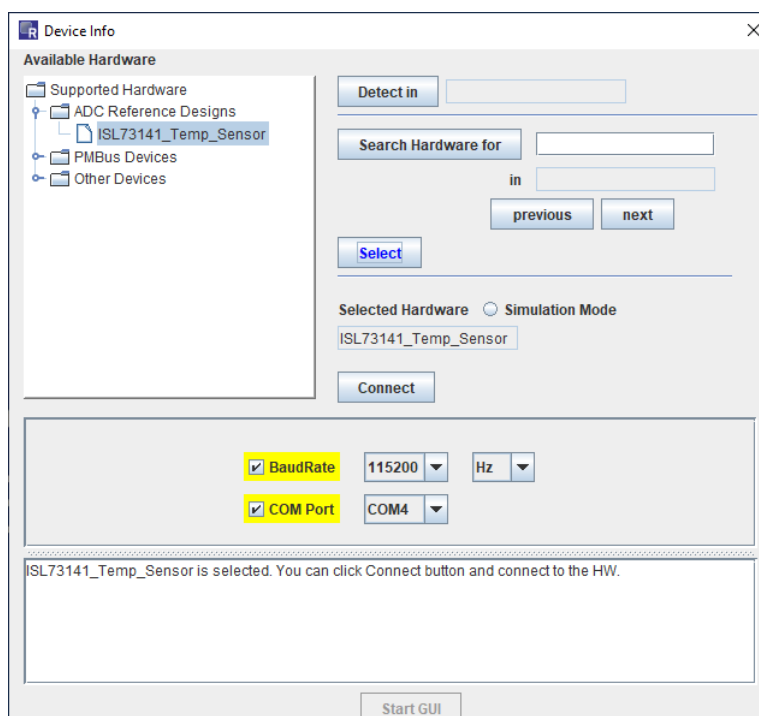 Device Info
Available Hardware
Supported Hardware
ADC Reference Designs
ISL73141_Temp_Sensor
PMBus Devices
Other Devices
Detect in
Search Hardware for
in
previous next
Select
Selected Hardware Simulation Mode
ISL73141_Temp_Sensor
Connect
BaudRate 115200 Hz
COM Port COM4
ISL73141_Temp_Sensor is selected. You can click Connect button and connect to the HW.
Start GUI